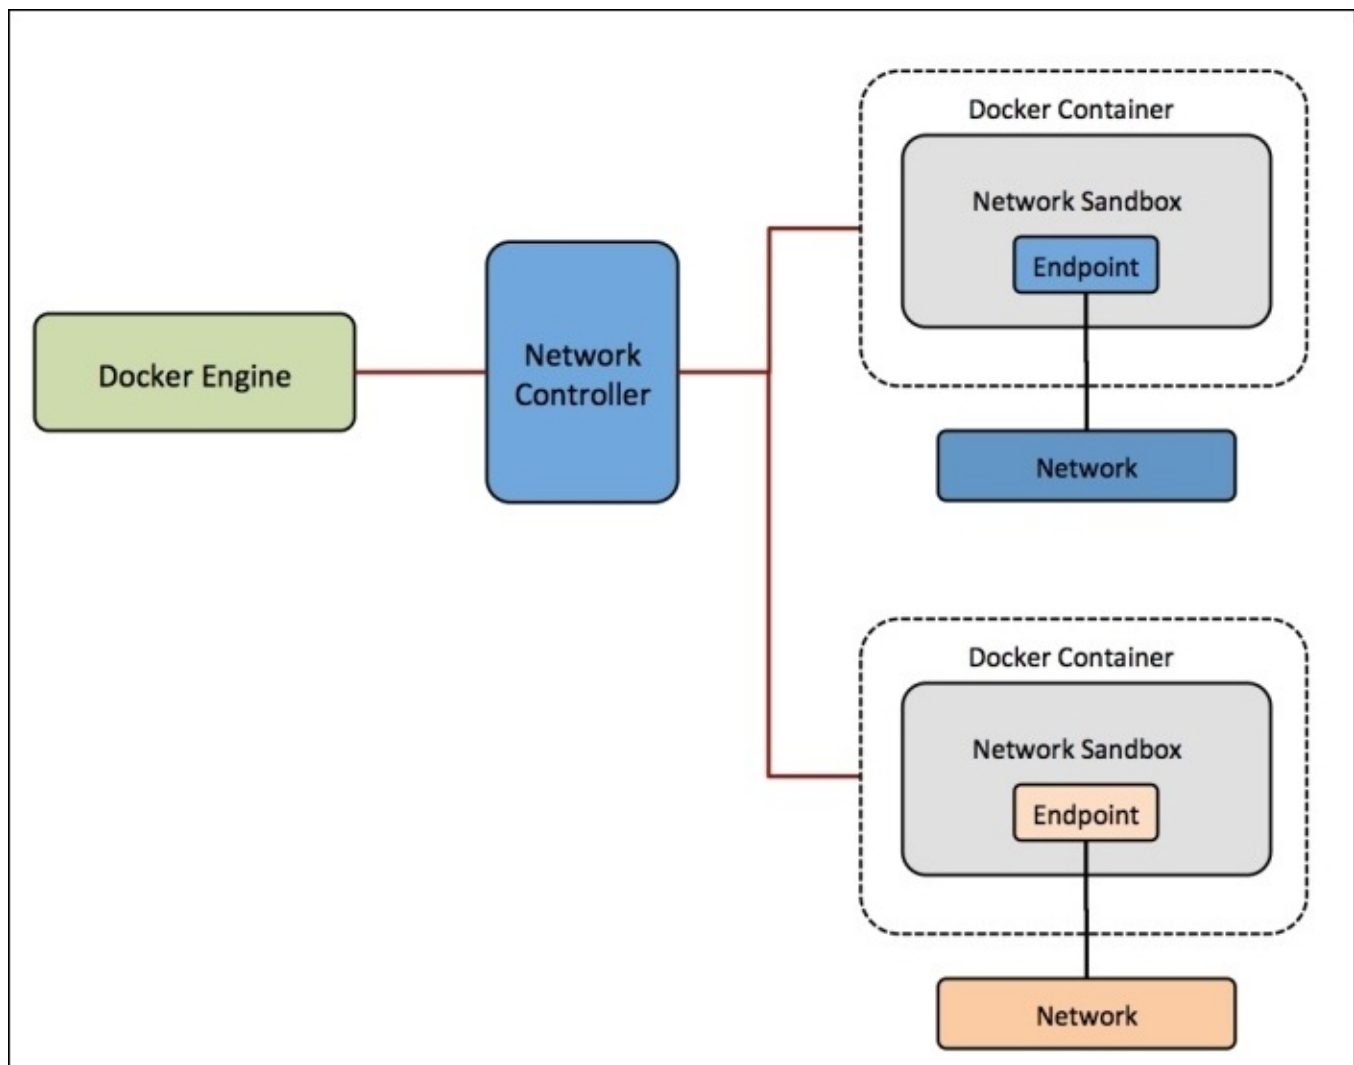 Docker Engine
Network
Controller
Docker Container
Network Sandbox
Endpoint
Network
Docker Container
Network Sandbox
Endpoint
Network